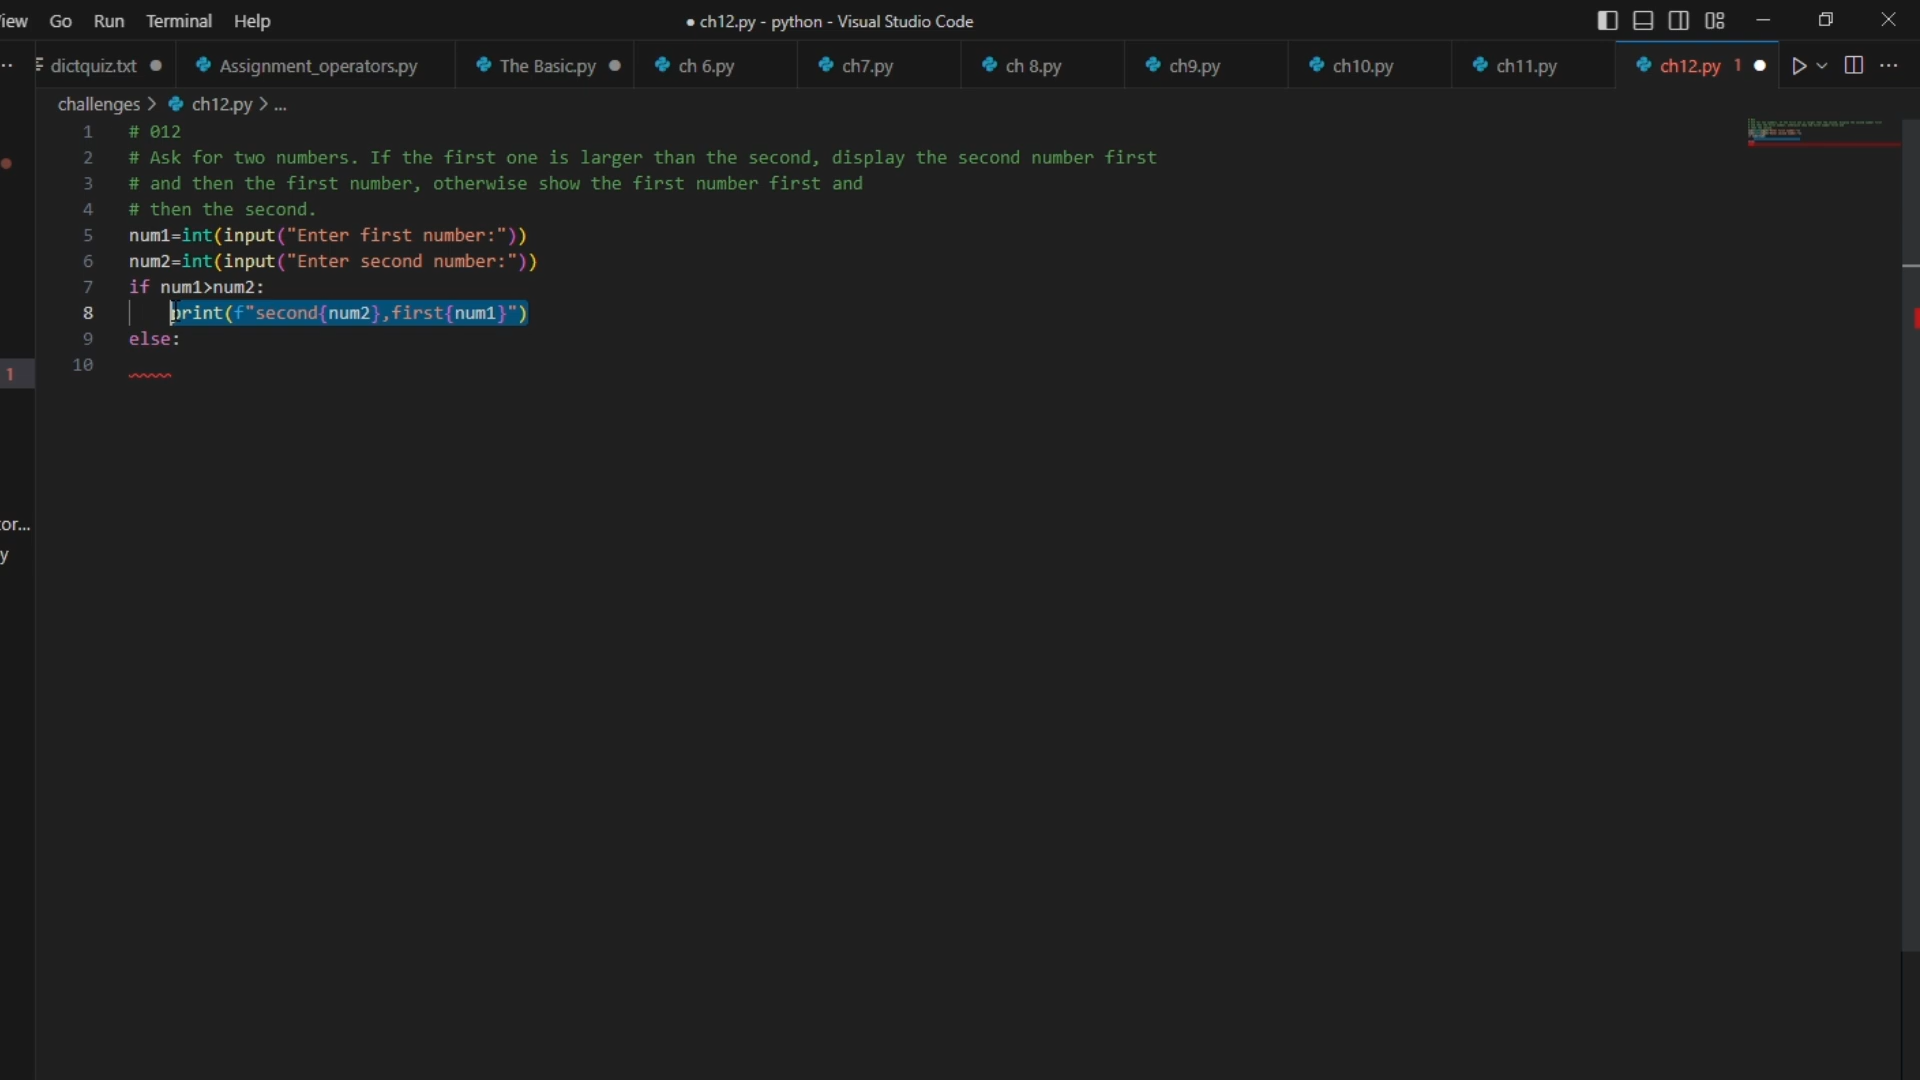 iew Go Run Terminal Help
● ch12.py - python - Visual Studio Code
dictquiz.txt ● Assignment_operators.py The Basic.py ● ch 6.py ch7.py ch 8.py ch9.py ch10.py ch11.py ch12.py 1 ●
challenges > ch12.py > ...
1 # 012
2 # Ask for two numbers. If the first one is larger than the second, display the second number first
3 # and then the first number, otherwise show the first number first and
4 # then the second.
5 num1=int(input("Enter first number:"))
6 num2=int(input("Enter second number:"))
7 if num1>num2:
8 print(f"second{num2},first{num1}")
9 else:
10
1
or...
y